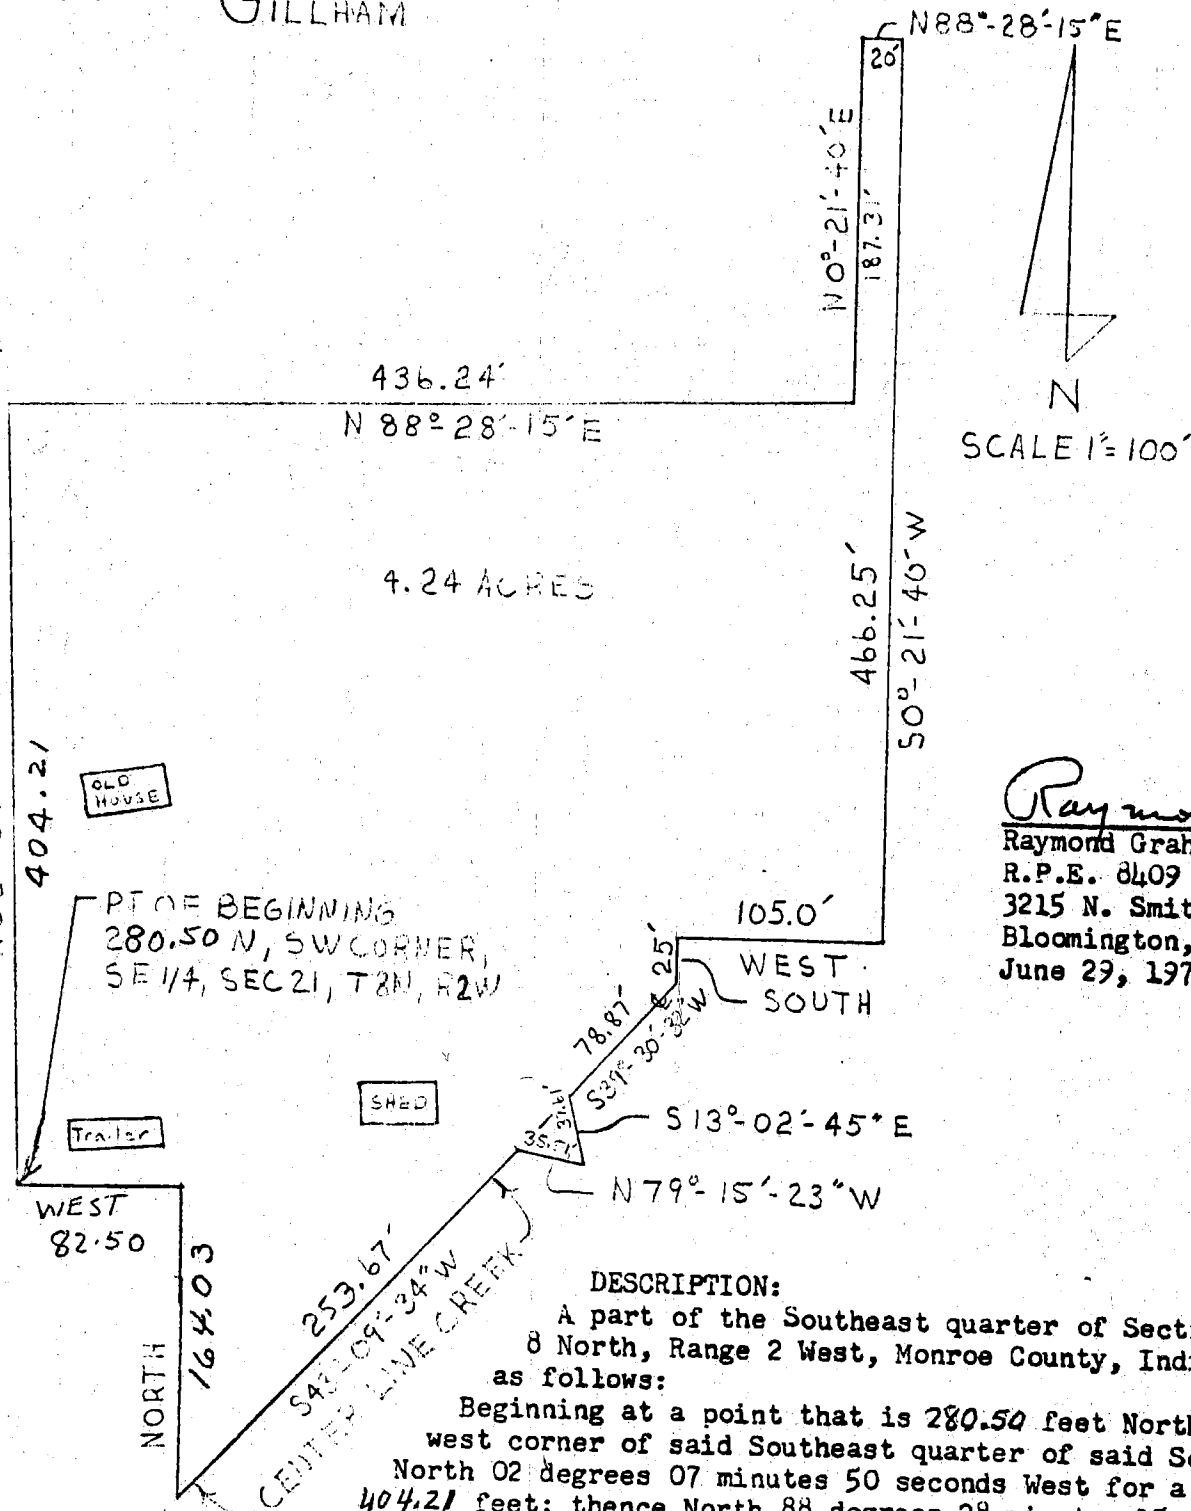 GILLHAM
N88°-28'-15"E
20'
N0°-21'-40"E
187.31'
436.24'
N 88°-28'-15"E
N
SCALE 1"=100'
4.24 ACRES
466.25'
S0°-21'-40"W
404.21
OLD
HOUSE
PT OF BEGINNING
280.50 N, SW CORNER,
SE 1/4, SEC 21, T8N, R2W
105.0'
WEST
25'
SOUTH
78.87'
S39°-30'-32"W
Raymond Grah
R.P.E. 8409
3215 N. Smit
Bloomington,
June 29, 197
SHED
Trailer
S13°-02'-45"E
N79°-15'-23"W
WEST
82.50
NORTH
164.03
253.67'
S43°-09'-34"W
CENTER LINE CREEK
DESCRIPTION:
A part of the Southeast quarter of Sect
8 North, Range 2 West, Monroe County, Ind
as follows:
Beginning at a point that is 280.50 feet North
west corner of said Southeast quarter of said Se
North 02 degrees 07 minutes 50 seconds West for a
404.21 feet; thence North 88 degrees 28